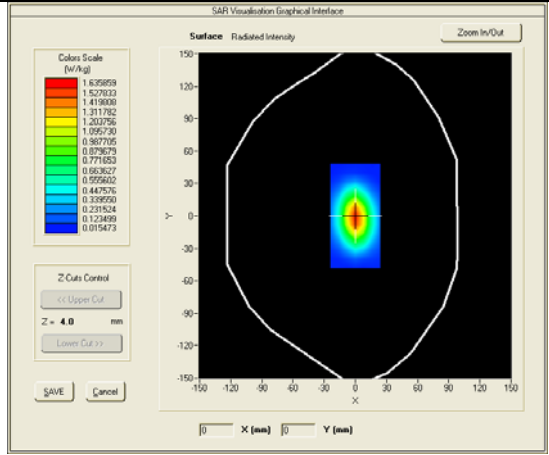 SAR Visualisation Graphical Interface
Surface Radiated Intensity
Zoom In/Out
Colors Scale
(W/kg)
1.635859
1.527833
1.419808
1.311782
1.203756
1.095730
0.987705
0.879679
0.771653
0.663627
0.555602
0.447576
0.339550
0.231524
0.123499
0.015473
Z-Cuts Control
<< Upper Cut
Z = 4.0 mm
Lower Cut >>
SAVE Cancel
150
120
90
60
30
0
-30
-60
-90
-120
-150
Y
-150 -120 -90 -60 -30 0 30 60 90 120 150
X
0 X (mm) 0 Y (mm)